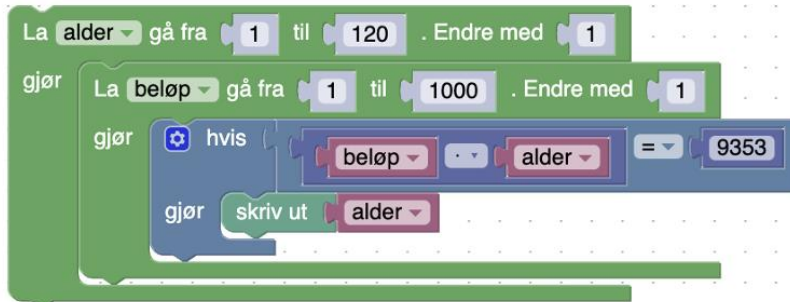 La alder gå fra 1 til 120 . Endre med 1
gjør La beløp gå fra 1 til 1000 . Endre med 1
gjør hvis beløp · alder = 9353
gjør skriv ut alder